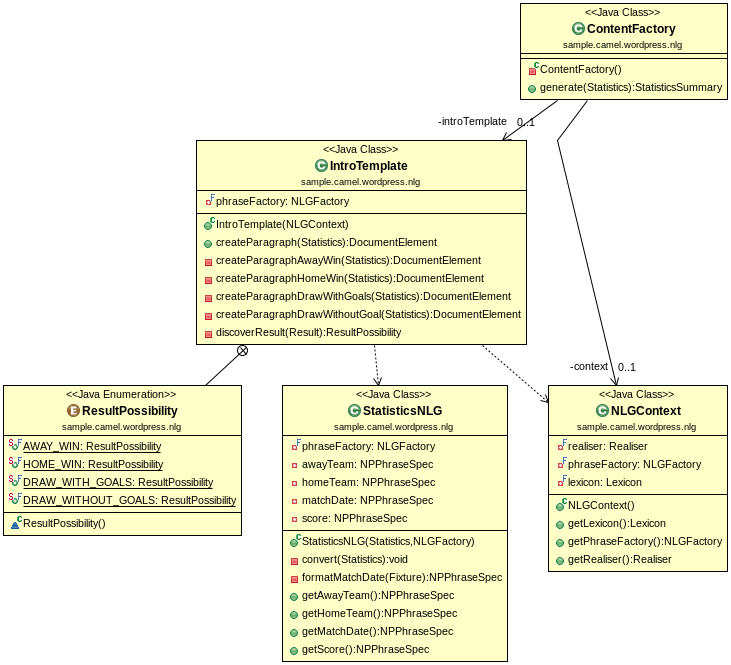 <<Java Class>>
ContentFactory
sample.camel.wordpress.nlg
ContentFactory()
generate(Statistics):StatisticsSummary
-introTemplate 0..1
<<Java Class>>
IntroTemplate
sample.camel.wordpress.nlg
phraseFactory: NLGFactory
IntroTemplate(NLGContext)
createParagraph(Statistics):DocumentElement
createParagraphAwayWin(Statistics):DocumentElement
createParagraphHomeWin(Statistics):DocumentElement
createParagraphDrawWithGoals(Statistics):DocumentElement
createParagraphDrawWithoutGoal(Statistics):DocumentElement
discoverResult(Result):ResultPossibility
-context 0..1
<<Java Enumeration>>
ResultPossibility
sample.camel.wordpress.nlg
AWAY_WIN: ResultPossibility
HOME_WIN: ResultPossibility
DRAW_WITH_GOALS: ResultPossibility
DRAW_WITHOUT_GOALS: ResultPossibility
ResultPossibility()
<<Java Class>>
StatisticsNLG
sample.camel.wordpress.nlg
phraseFactory: NLGFactory
awayTeam: NPPhraseSpec
homeTeam: NPPhraseSpec
matchDate: NPPhraseSpec
score: NPPhraseSpec
StatisticsNLG(Statistics,NLGFactory)
convert(Statistics):void
formatMatchDate(Fixture):NPPhraseSpec
getAwayTeam():NPPhraseSpec
getHomeTeam():NPPhraseSpec
getMatchDate():NPPhraseSpec
getScore():NPPhraseSpec
<<Java Class>>
NLGContext
sample.camel.wordpress.nlg
realiser: Realiser
phraseFactory: NLGFactory
lexicon: Lexicon
NLGContext()
getLexicon():Lexicon
getPhraseFactory():NLGFactory
getRealiser():Realiser